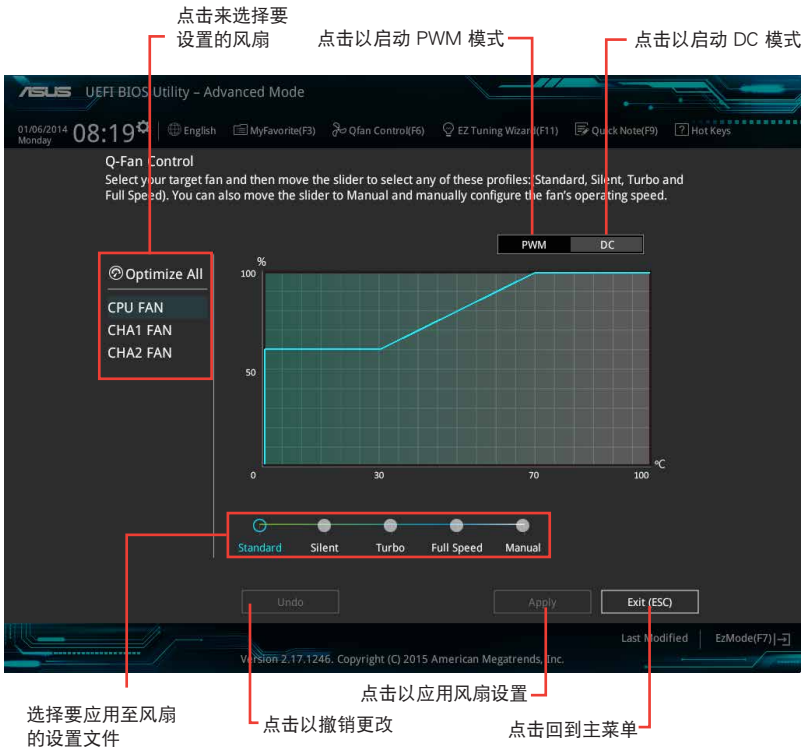 点击来选择要
设置的风扇
点击以启动 PWM 模式
点击以启动 DC 模式
ASUS UEFI BIOS Utility – Advanced Mode
01/06/2014
Monday
08:19
English
MyFavorite(F3)
Qfan Control(F6)
EZ Tuning Wizard(F11)
Quick Note(F9)
? Hot Keys
Q-Fan Control
Select your target fan and then move the slider to select any of these profiles: Standard, Silent, Turbo and
Full Speed). You can also move the slider to Manual and manually configure the fan's operating speed.
PWM
DC
Optimize All
CPU FAN
CHA1 FAN
CHA2 FAN
%
100
50
0
30
70
100
ºC
Standard
Silent
Turbo
Full Speed
Manual
Undo
Apply
Exit (ESC)
Last Modified
EzMode(F7)
Version 2.17.1246. Copyright (C) 2015 American Megatrends, Inc.
选择要应用至风扇
的设置文件
点击以撤销更改
点击以应用风扇设置
点击回到主菜单